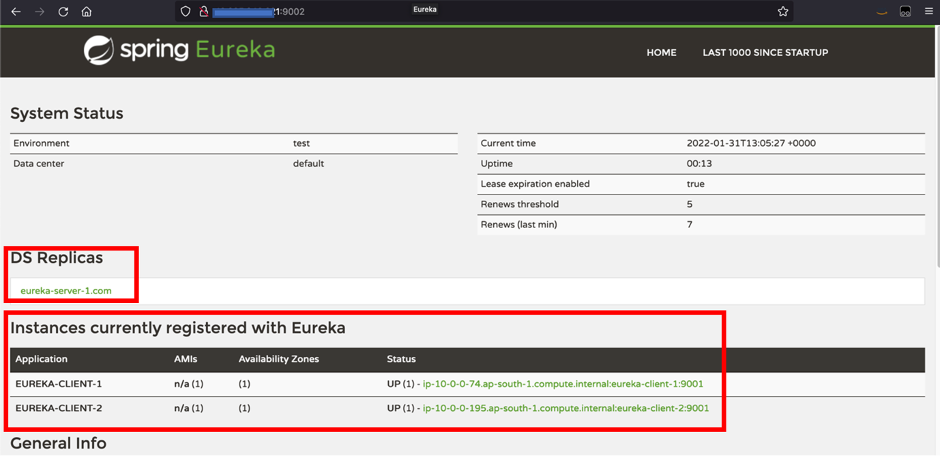 1:9002
Eureka
spring Eureka
HOME LAST 1000 SINCE STARTUP
System Status
Environment test
Current time 2022-01-31T13:05:27 +0000
Data center default
Uptime 00:13
Lease expiration enabled true
Renews threshold 5
Renews (last min) 7
DS Replicas
eureka-server-1.com
Instances currently registered with Eureka
Application AMIs Availability Zones Status
EUREKA-CLIENT-1 n/a (1) (1) UP (1) - ip-10-0-0-74.ap-south-1.compute.internal:eureka-client-1:9001
EUREKA-CLIENT-2 n/a (1) (1) UP (1) - ip-10-0-0-195.ap-south-1.compute.internal:eureka-client-2:9001
General Info